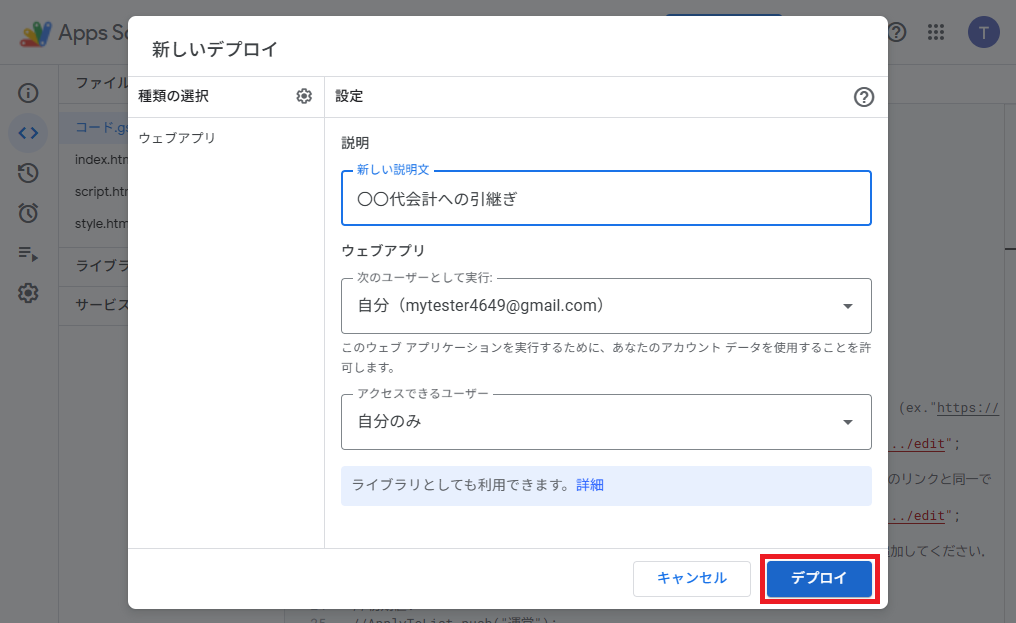 Apps Sc
T
新しいデプロイ
ファイル
種類の選択
設定
コード.gs
ウェブアプリ
説明
index.htm
新しい説明文
〇〇代会計への引継ぎ
script.htm
style.htm
ウェブアプリ
ライブラ
次のユーザーとして実行:
自分（mytester4649@gmail.com）
サービス
このウェブ アプリケーションを実行するために、あなたのアカウント データを使用することを許
可します。
アクセスできるユーザー
自分のみ
(ex."https://
../edit";
ライブラリとしても利用できます。詳細
のリンクと同一で
../edit";
加してください．
キャンセル
デプロイ